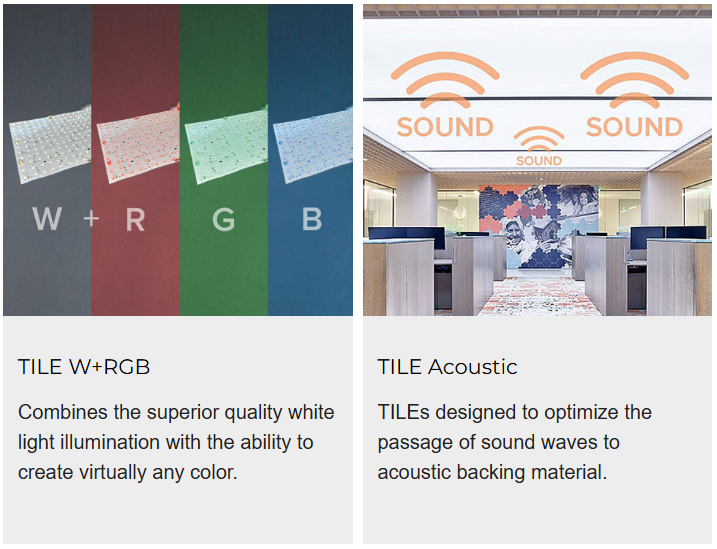 W + R G B
SOUND
SOUND
SOUND
TILE W+RGB
Combines the superior quality white
light illumination with the ability to
create virtually any color.
TILE Acoustic
TILEs designed to optimize the
passage of sound waves to
acoustic backing material.